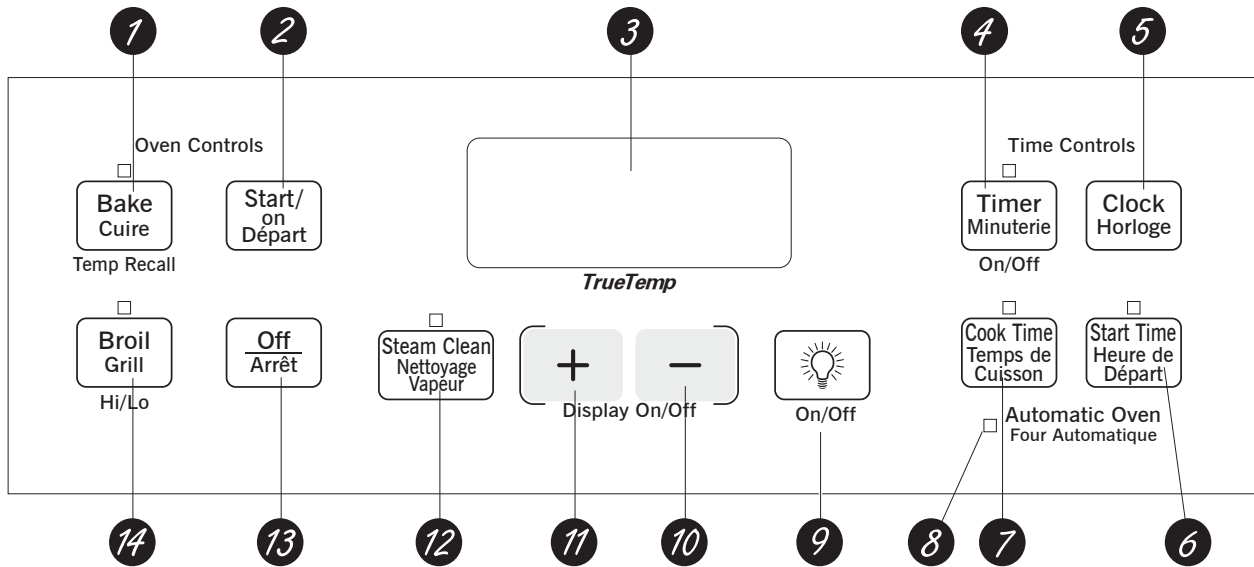 1
2
3
4
5
Oven Controls
Time Controls
Bake
Cuire
Temp Recall
Start/
on
Départ
TrueTemp
Timer
Minuterie
On/Off
Clock
Horloge
Broil
Grill
Hi/Lo
Off
Arrêt
Steam Clean
Nettoyage
Vapeur
+
−
Display On/Off
On/Off
Cook Time
Temps de
Cuisson
Start Time
Heure de
Départ
Automatic Oven
Four Automatique
14
13
12
11
10
9
8
7
6